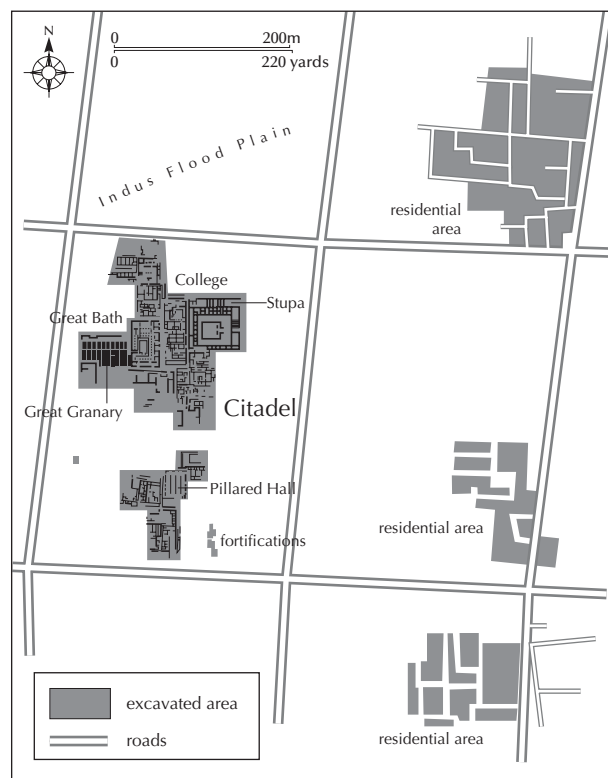 N
0 200m
0 220 yards
Indus Flood Plain
residential
area
College
Stupa
Great Bath
Great Granary
Citadel
Pillared Hall
residential area
fortifications
excavated area
roads
residential area